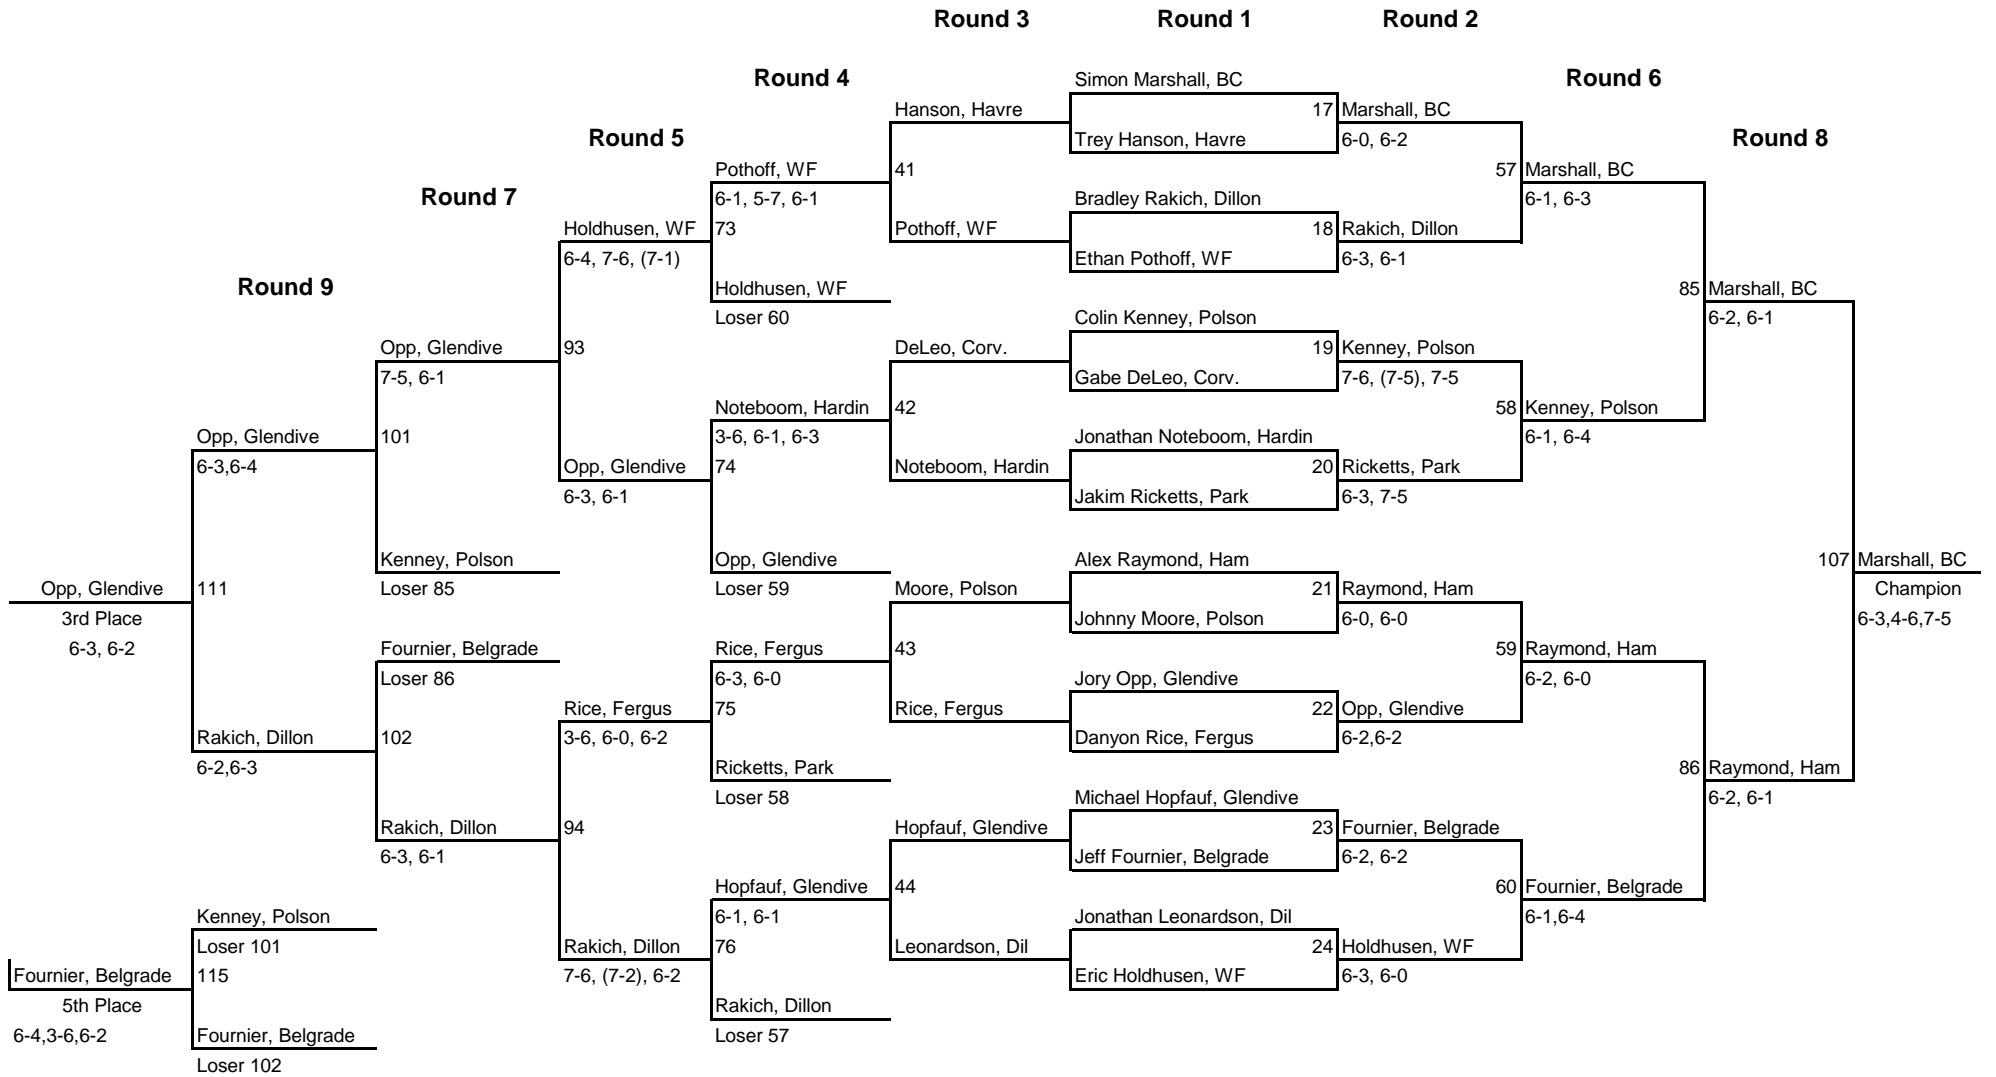 Round 3
Round 1
Round 2
Round 4
Round 6
Round 5
Round 8
Round 7
Round 9
Simon Marshall, BC
17
Trey Hanson, Havre
Bradley Rakich, Dillon
18
Ethan Pothoff, WF
Colin Kenney, Polson
19
Gabe DeLeo, Corv.
Jonathan Noteboom, Hardin
20
Jakim Ricketts, Park
Alex Raymond, Ham
21
Johnny Moore, Polson
Jory Opp, Glendive
22
Danyon Rice, Fergus
Michael Hopfauf, Glendive
23
Jeff Fournier, Belgrade
Jonathan Leonardson, Dil
24
Eric Holdhusen, WF
Marshall, BC
6-0, 6-2
57
Rakich, Dillon
6-3, 6-1
Kenney, Polson
7-6, (7-5), 7-5
58
Ricketts, Park
6-3, 7-5
Raymond, Ham
6-0, 6-0
59
Opp, Glendive
6-2,6-2
Fournier, Belgrade
6-2, 6-2
60
Holdhusen, WF
6-3, 6-0
Marshall, BC
6-1, 6-3
85
Kenney, Polson
6-1, 6-4
Raymond, Ham
6-2, 6-0
86
Fournier, Belgrade
6-1,6-4
Marshall, BC
6-2, 6-1
107
Raymond, Ham
6-2, 6-1
Marshall, BC
Champion
6-3,4-6,7-5
Hanson, Havre
41
Pothoff, WF
DeLeo, Corv.
42
Noteboom, Hardin
Moore, Polson
43
Rice, Fergus
Hopfauf, Glendive
44
Leonardson, Dil
Pothoff, WF
6-1, 5-7, 6-1
73
Holdhusen, WF
Loser 60
Noteboom, Hardin
3-6, 6-1, 6-3
74
Opp, Glendive
Loser 59
Rice, Fergus
6-3, 6-0
75
Ricketts, Park
Loser 58
Hopfauf, Glendive
6-1, 6-1
76
Rakich, Dillon
Loser 57
Holdhusen, WF
6-4, 7-6, (7-1)
93
Opp, Glendive
6-3, 6-1
Rice, Fergus
3-6, 6-0, 6-2
94
Rakich, Dillon
7-6, (7-2), 6-2
Opp, Glendive
7-5, 6-1
101
Kenney, Polson
Loser 85
Fournier, Belgrade
Loser 86
102
Rakich, Dillon
6-3, 6-1
Opp, Glendive
6-3,6-4
111
Rakich, Dillon
6-2,6-3
Opp, Glendive
3rd Place
6-3, 6-2
Kenney, Polson
Loser 101
115
Fournier, Belgrade
Loser 102
Fournier, Belgrade
5th Place
6-4,3-6,6-2